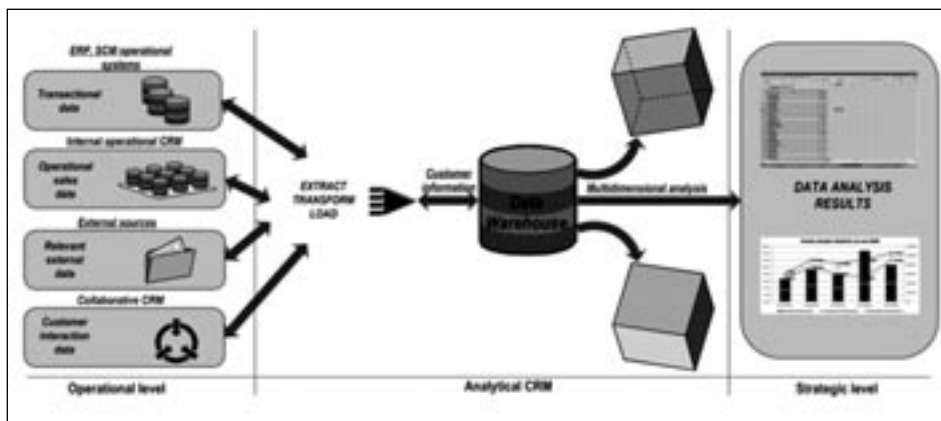 ERP, SCM operational
systems
Transactional
data
Internal operational CRM
Operational
sales
data
External sources
Relevant
external
data
Collaborative CRM
Customer
interaction
data
EXTRACT
TRANSFORM
LOAD
Customer
information
Data
Warehouse
Multidimensional analysis
DATA ANALYSIS
RESULTS
Operational level
Analytical CRM
Strategic level